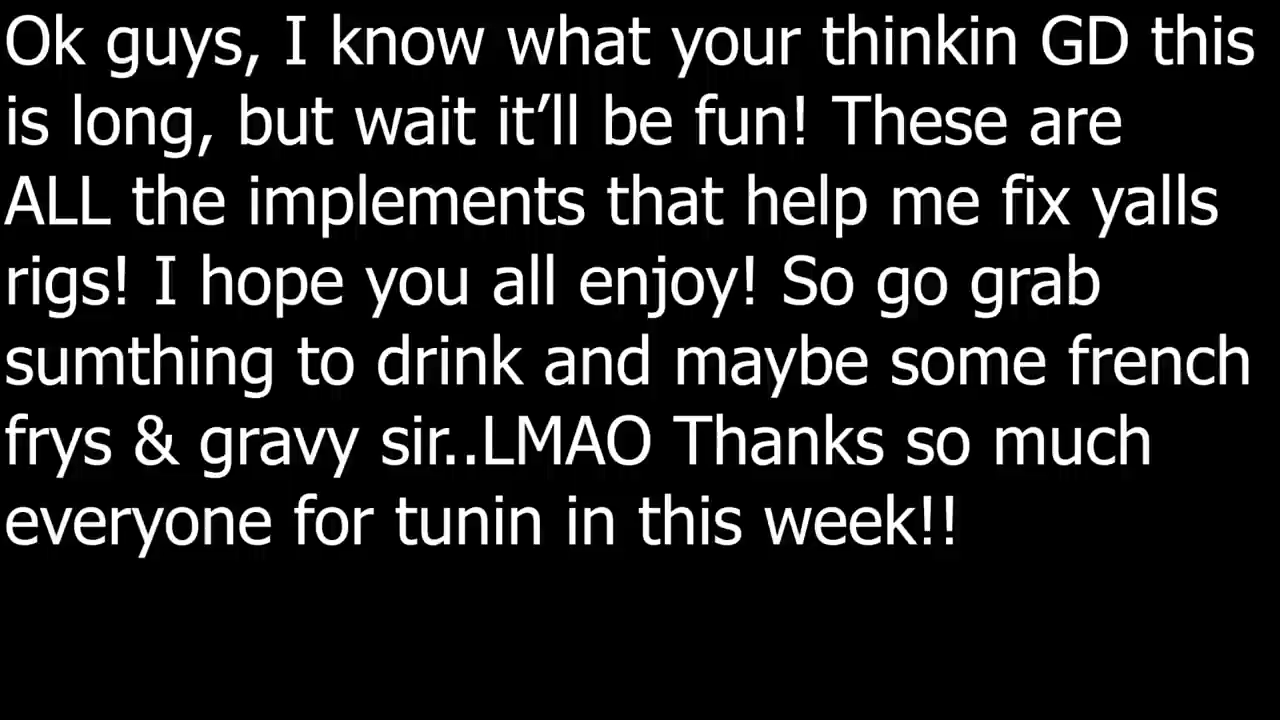 Ok guys, I know what your thinkin GD this
is long, but wait it’ll be fun! These are
ALL the implements that help me fix yalls
rigs! I hope you all enjoy! So go grab
sumthing to drink and maybe some french
frys & gravy sir..LMAO Thanks so much
everyone for tunin in this week!!